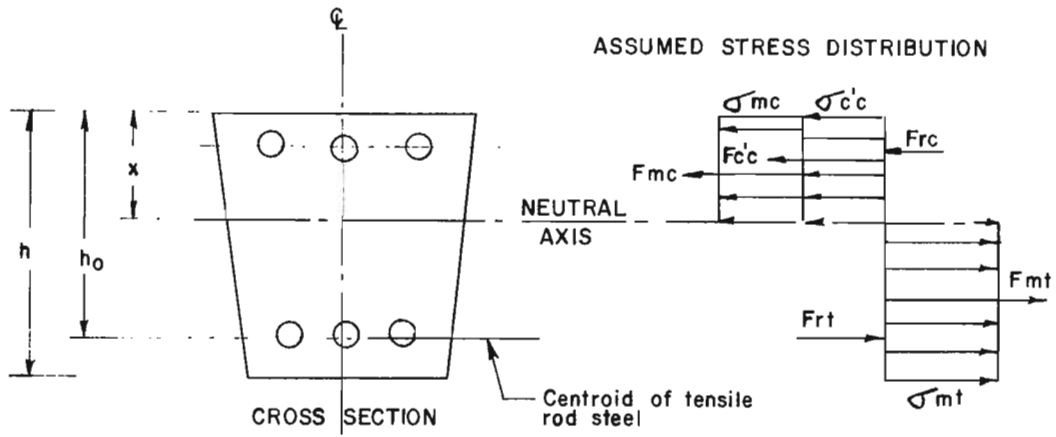 ℄
ASSUMED STRESS DISTRIBUTION
σmc
σc'c
Frc
Fc'c
Fmc
x
NEUTRAL
AXIS
h
ho
Fmt
Frt
σmt
Centroid of tensile
rod steel
CROSS SECTION